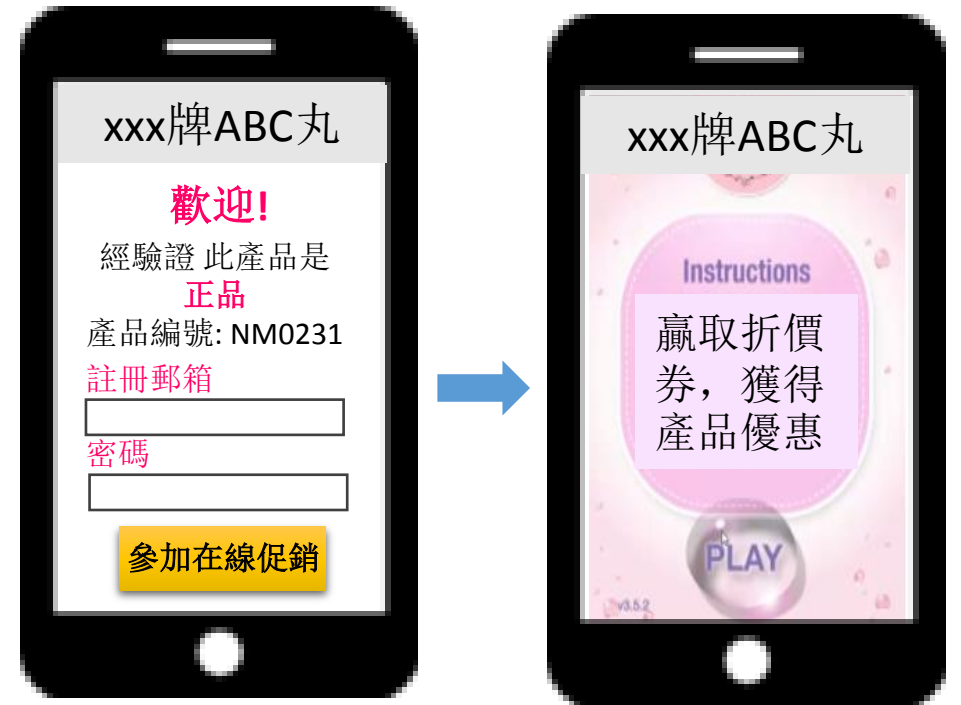 xxx牌ABC丸
歡迎!
經驗證 此產品是
正品
產品編號: NM0231
註冊郵箱
密碼
參加在線促銷
xxx牌ABC丸
Instructions
贏取折價
券，獲得
產品優惠
PLAY
v3.5.2